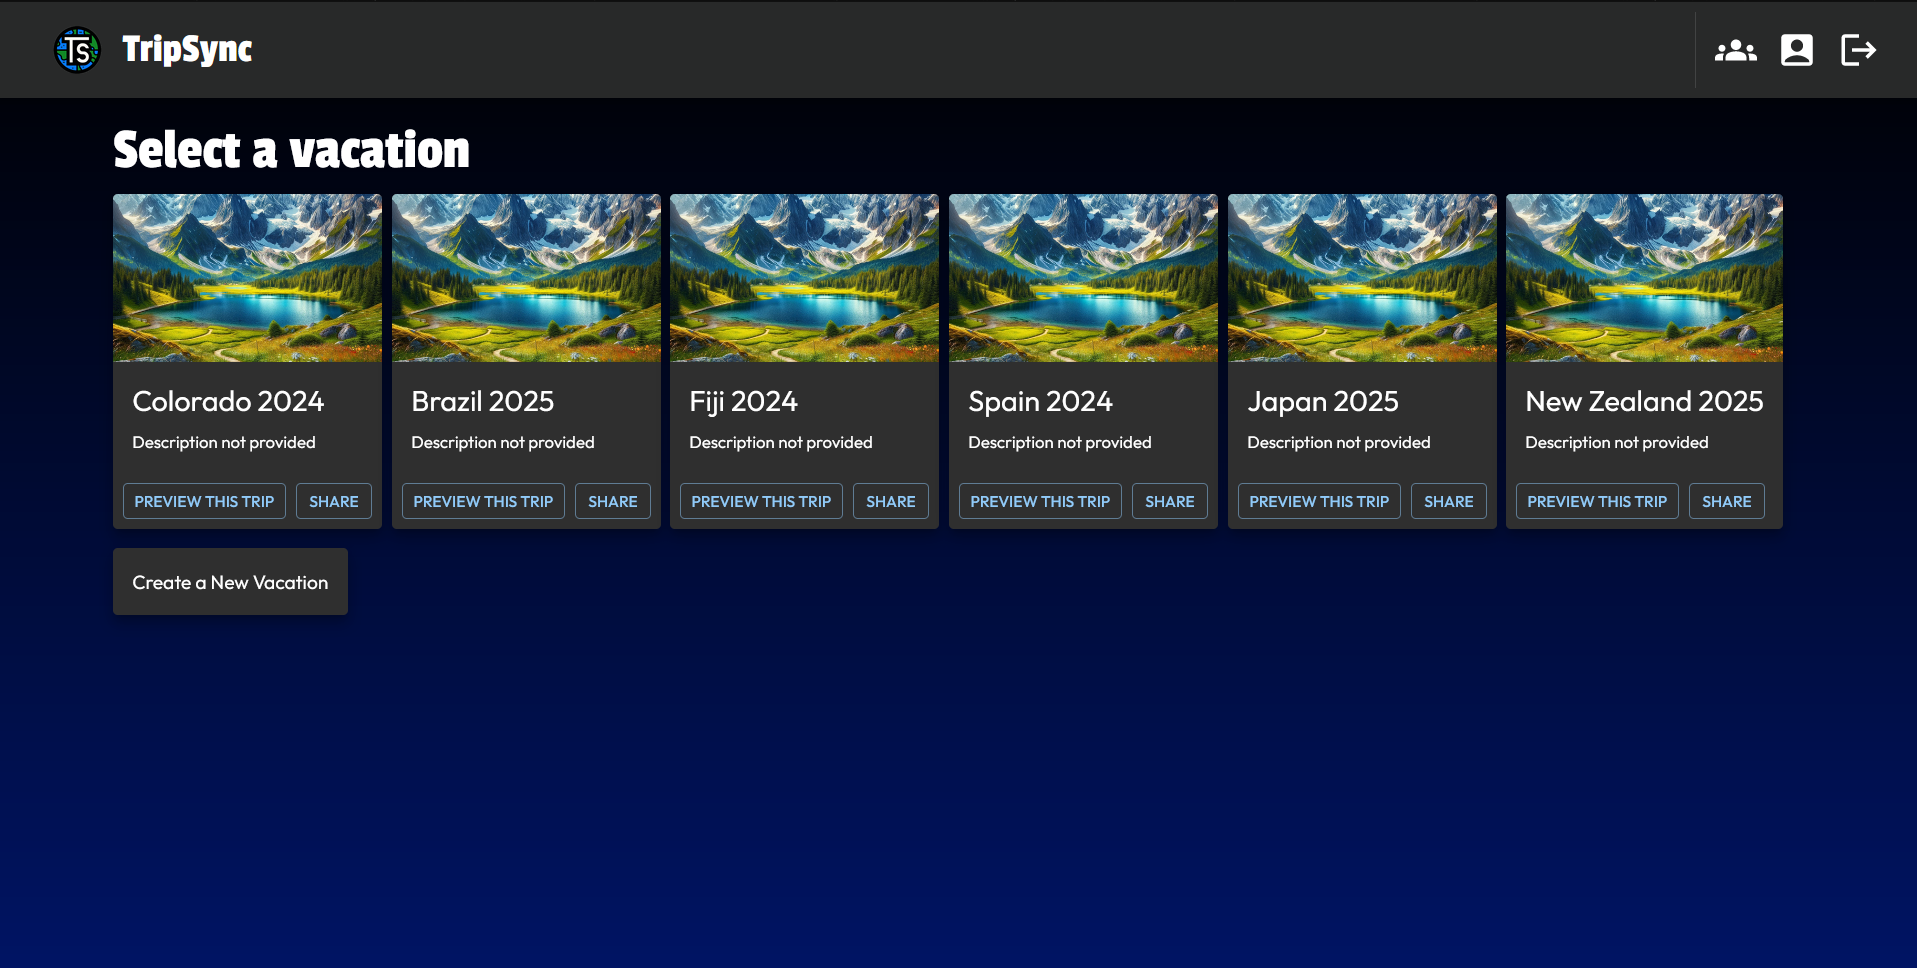 TS TripSync
Select a vacation
Colorado 2024
Description not provided
PREVIEW THIS TRIP SHARE
Brazil 2025
Description not provided
PREVIEW THIS TRIP SHARE
Fiji 2024
Description not provided
PREVIEW THIS TRIP SHARE
Spain 2024
Description not provided
PREVIEW THIS TRIP SHARE
Japan 2025
Description not provided
PREVIEW THIS TRIP SHARE
New Zealand 2025
Description not provided
PREVIEW THIS TRIP SHARE
Create a New Vacation